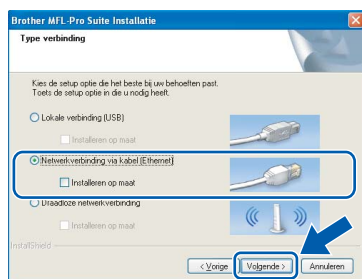 Brother MFL-Pro Suite Installatie
Type verbinding
Kies de setup optie die het beste bij uw behoeften past.
Toets de setup optie in die u nodig heeft.
Lokale verbinding (USB)
Installeren op maat
Netwerkverbinding via kabel (Ethernet)
Installeren op maat
Draadloze netwerkverbinding
Installeren op maat
InstallShield
< Vorige
Volgende >
Annuleren